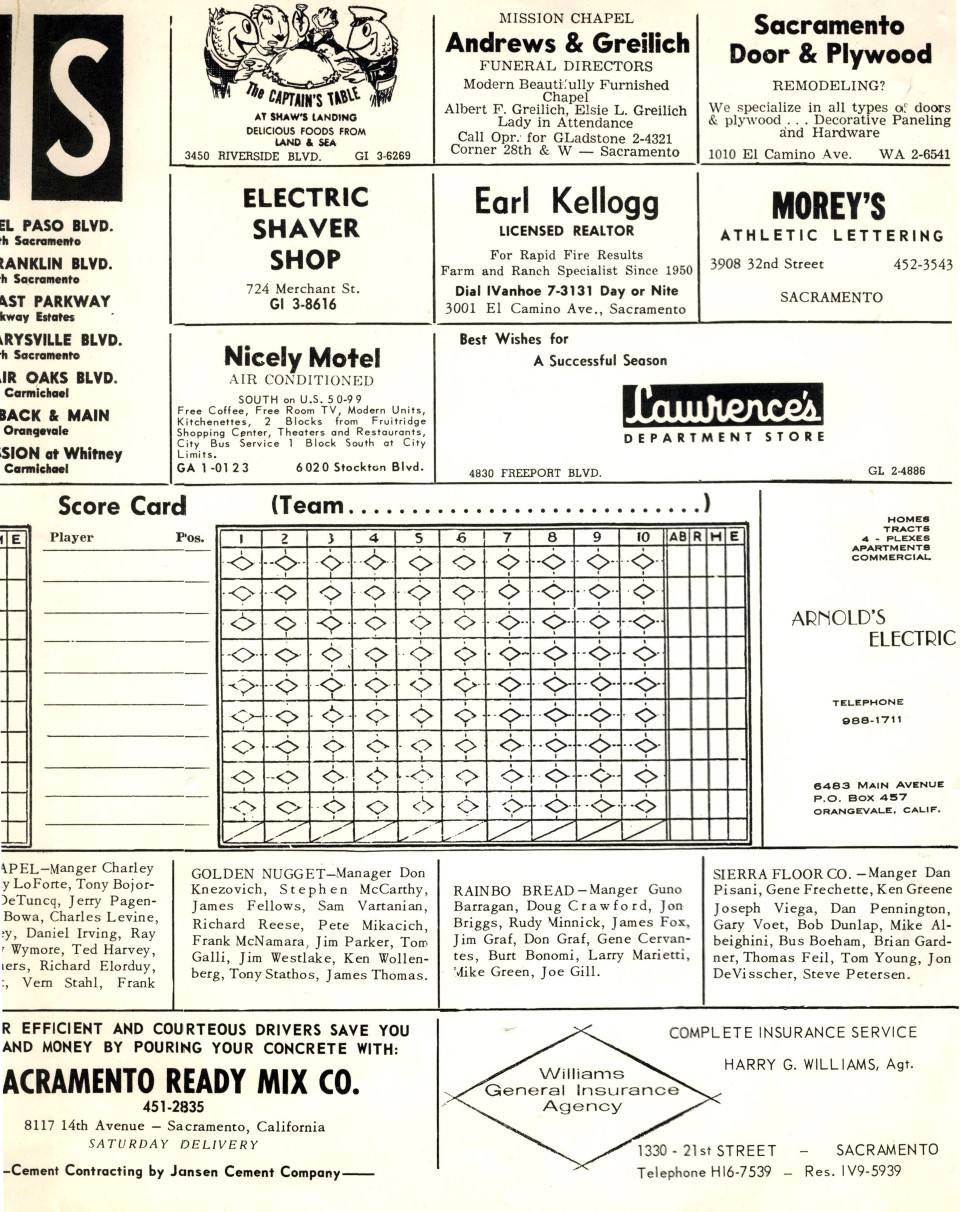 S
EL PASO BLVD.
th Sacramento
RANKLIN BLVD.
h Sacramento
AST PARKWAY
kway Estates
ARYSVILLE BLVD.
th Sacramento
IR OAKS BLVD.
Carmichael
BACK & MAIN
Orangevale
SSION at Whitney
Carmichael
The CAPTAIN'S TABLE
AT SHAW'S LANDING
DELICIOUS FOODS FROM
LAND & SEA
3450 RIVERSIDE BLVD. GI 3-6269
MISSION CHAPEL
Andrews & Greilich
FUNERAL DIRECTORS
Modern Beautifully Furnished
Chapel
Albert F. Greilich, Elsie L. Greilich
Lady in Attendance
Call Opr. for GLadstone 2-4321
Corner 28th & W — Sacramento
Sacramento
Door & Plywood
REMODELING?
We specialize in all types of doors
& plywood . . . Decorative Paneling
and Hardware
1010 El Camino Ave. WA 2-6541
ELECTRIC
SHAVER
SHOP
724 Merchant St.
GI 3-8616
Earl Kellogg
LICENSED REALTOR
For Rapid Fire Results
Farm and Ranch Specialist Since 1950
Dial IVanhoe 7-3131 Day or Nite
3001 El Camino Ave., Sacramento
MOREY'S
ATHLETIC LETTERING
3908 32nd Street 452-3543
SACRAMENTO
Nicely Motel
AIR CONDITIONED
SOUTH on U.S. 50-99
Free Coffee, Free Room TV, Modern Units,
Kitchenettes, 2 Blocks from Fruitridge
Shopping Center, Theaters and Restaurants,
City Bus Service 1 Block South at City
Limits.
GA 1-0123 6020 Stockton Blvd.
Best Wishes for
A Successful Season
Lawrence's
DEPARTMENT STORE
4830 FREEPORT BLVD. GL 2-4886
Score Card (Team..............................)
E Player Pos. 1 2 3 4 5 6 7 8 9 10 AB R H E
HOMES
TRACTS
4 - PLEXES
APARTMENTS
COMMERCIAL
ARNOLD'S
ELECTRIC
TELEPHONE
988-1711
6483 MAIN AVENUE
P.O. BOX 457
ORANGEVALE, CALIF.
APEL—Manger Charley
y LoForte, Tony Bojor-
DeTuncq, Jerry Pagen-
Bowa, Charles Levine,
ey, Daniel Irving, Ray
Wymore, Ted Harvey,
ers, Richard Elorduy,
Vern Stahl, Frank
GOLDEN NUGGET—Manager Don
Knezovich, Stephen McCarthy,
James Fellows, Sam Vartanian,
Richard Reese, Pete Mikacich,
Frank McNamara, Jim Parker, Tom
Galli, Jim Westlake, Ken Wollen-
berg, Tony Stathos, James Thomas.
RAINBO BREAD—Manger Guno
Barragan, Doug Crawford, Jon
Briggs, Rudy Minnick, James Fox,
Jim Graf, Don Graf, Gene Cervan-
tes, Burt Bonomi, Larry Marietti,
Mike Green, Joe Gill.
SIERRA FLOOR CO. —Manger Dan
Pisani, Gene Frechette, Ken Greene
Joseph Viega, Dan Pennington,
Gary Voet, Bob Dunlap, Mike Al-
beighini, Bus Boeham, Brian Gard-
ner, Thomas Feil, Tom Young, Jon
DeVisscher, Steve Petersen.
R EFFICIENT AND COURTEOUS DRIVERS SAVE YOU
AND MONEY BY POURING YOUR CONCRETE WITH:
ACRAMENTO READY MIX CO.
451-2835
8117 14th Avenue — Sacramento, California
SATURDAY DELIVERY
—Cement Contracting by Jansen Cement Company—
Williams
General Insurance
Agency
COMPLETE INSURANCE SERVICE
HARRY G. WILLIAMS, Agt.
1330 - 21st STREET — SACRAMENTO
Telephone HI6-7539 — Res. IV9-5939